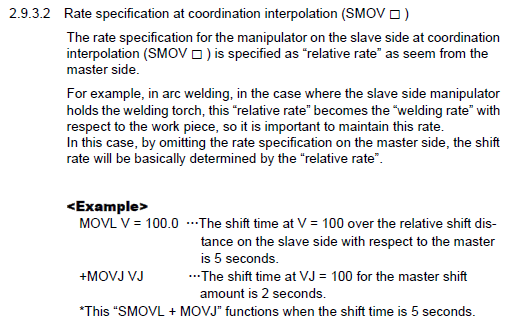 2.9.3.2 Rate specification at coordination interpolation (SMOV □ )
The rate specification for the manipulator on the slave side at coordination
interpolation (SMOV □ ) is specified as “relative rate” as seem from the
master side.
For example, in arc welding, in the case where the slave side manipulator
holds the welding torch, this “relative rate” becomes the “welding rate” with
respect to the work piece, so it is important to maintain this rate.
In this case, by omitting the rate specification on the master side, the shift
rate will be basically determined by the “relative rate”.
<Example>
MOVL V = 100.0 ···The shift time at V = 100 over the relative shift dis-
tance on the slave side with respect to the master
is 5 seconds.
+MOVJ VJ ···The shift time at VJ = 100 for the master shift
amount is 2 seconds.
*This “SMOVL + MOVJ” functions when the shift time is 5 seconds.